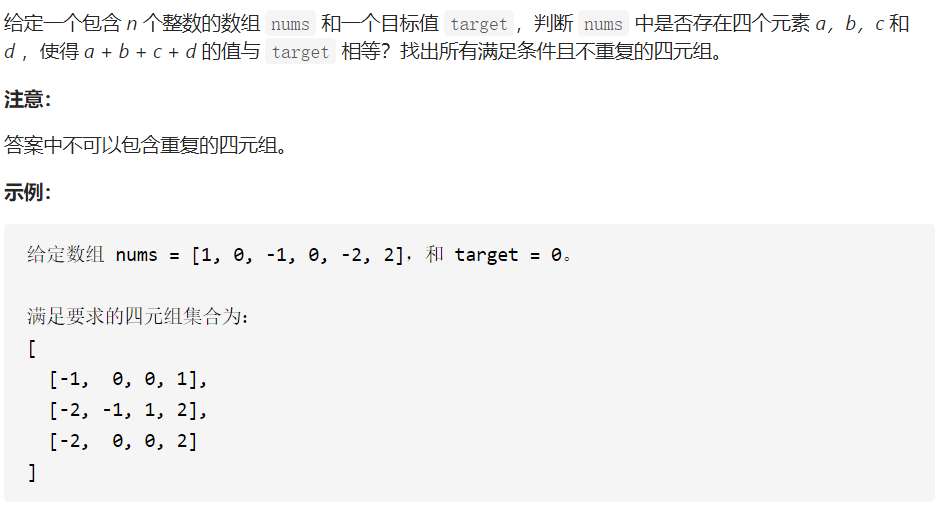 给定一个包含 n 个整数的数组 nums 和一个目标值 target，判断 nums 中是否存在四个元素 a，b，c 和
d ，使得 a + b + c + d 的值与 target 相等？找出所有满足条件且不重复的四元组。
注意：
答案中不可以包含重复的四元组。
示例：
给定数组 nums = [1, 0, -1, 0, -2, 2]，和 target = 0。
满足要求的四元组集合为：
[
[-1,  0, 0, 1],
[-2, -1, 1, 2],
[-2,  0, 0, 2]
]